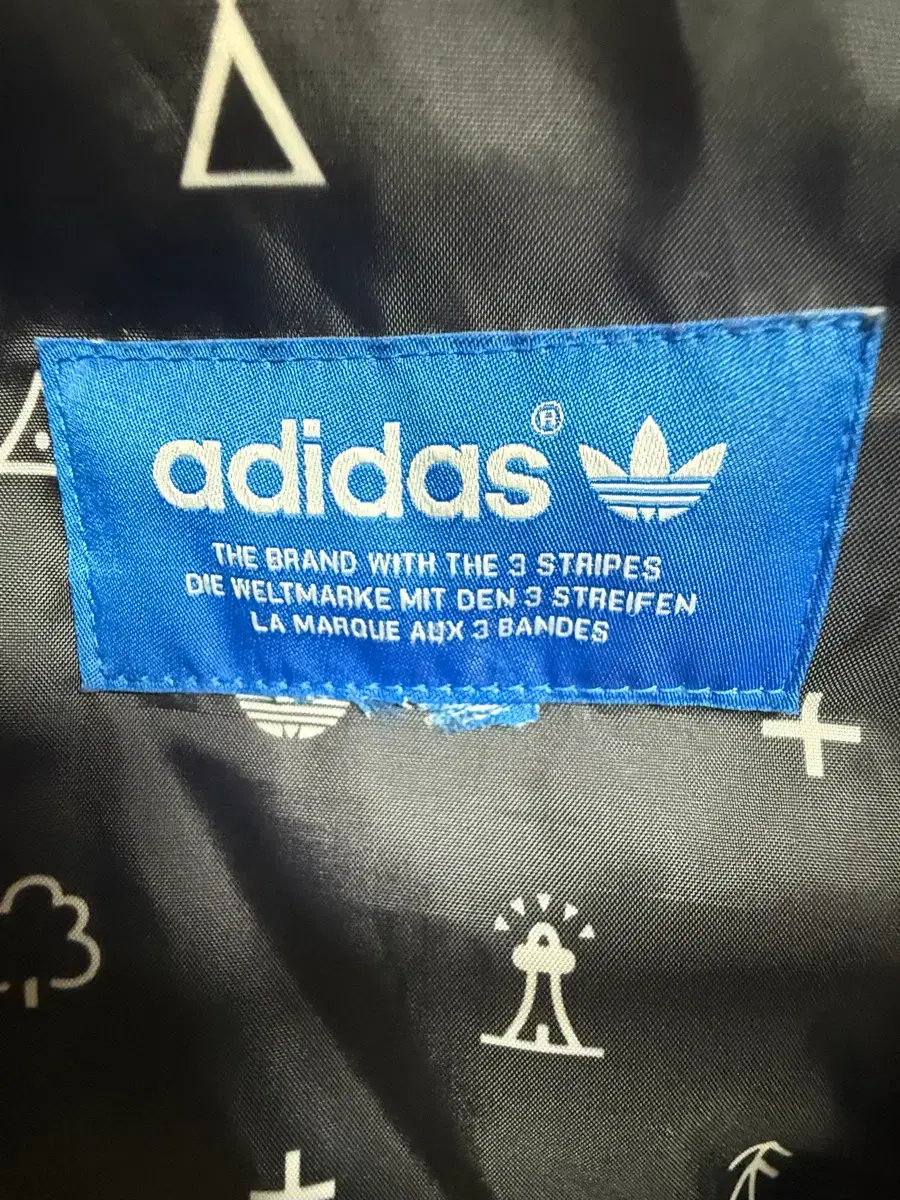 adidas®
THE BRAND WITH THE 3 STRIPES
DIE WELTMARKE MIT DEN 3 STREIFEN
LA MARQUE AUX 3 BANDES